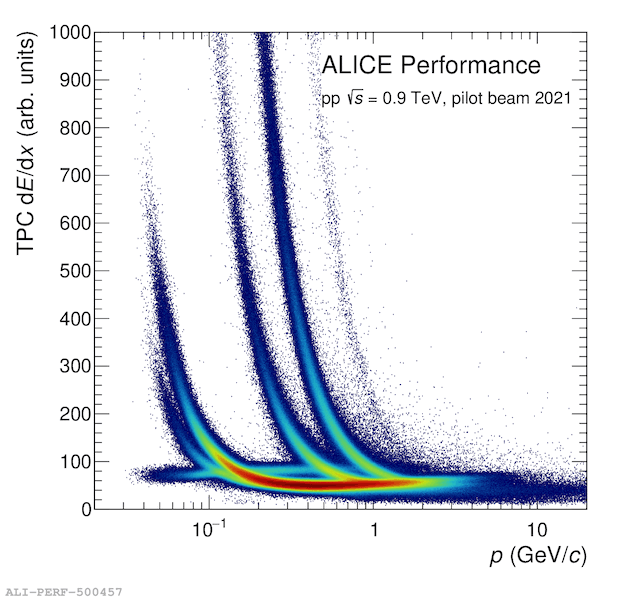 ALICE Performance
pp √s = 0.9 TeV, pilot beam 2021
TPC dE/dx (arb. units)
1000
900
800
700
600
500
400
300
200
100
0
10⁻¹ 1 10
p (GeV/c)
ALI-PERF-500457